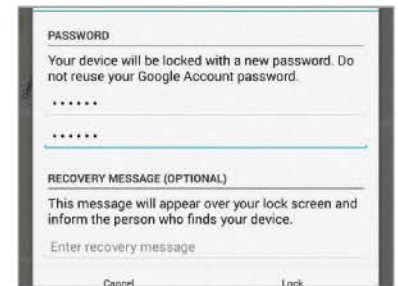 PASSWORD
Your device will be locked with a new password. Do
not reuse your Google Account password.
••••••
••••••
RECOVERY MESSAGE (OPTIONAL)
This message will appear over your lock screen and
inform the person who finds your device.
Enter recovery message
Cancel Lock